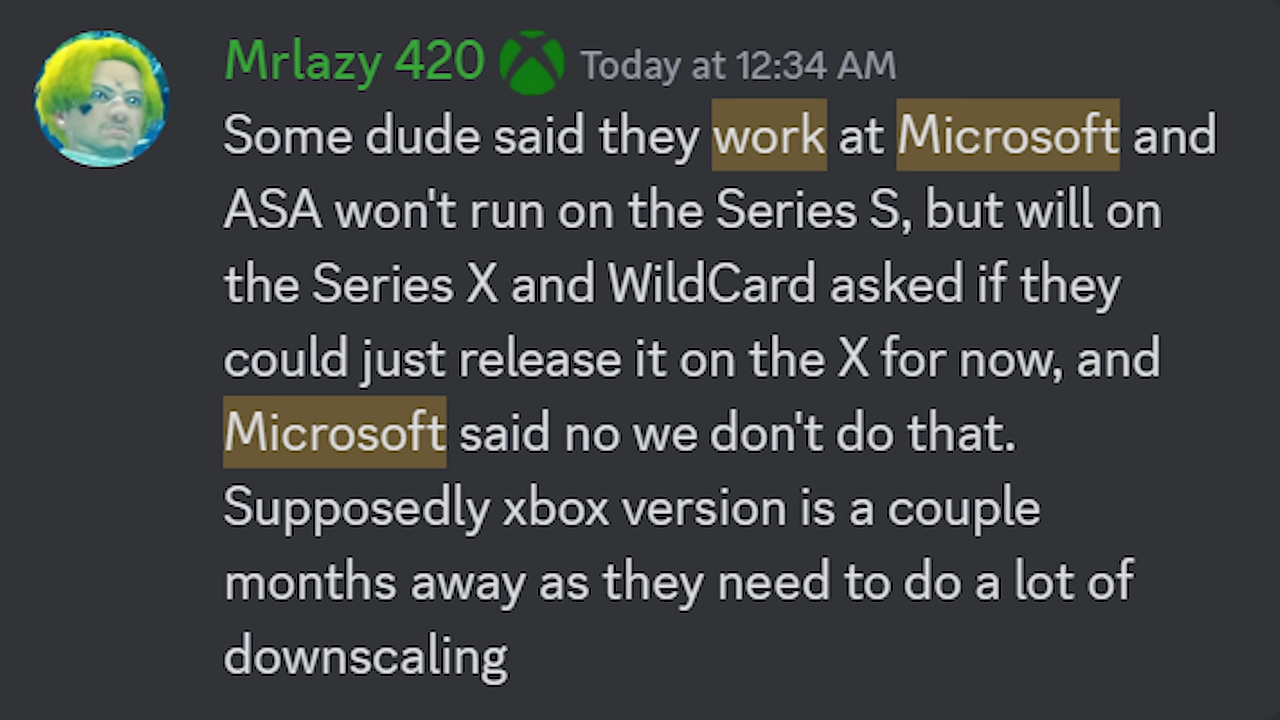 Mrlazy 420 Today at 12:34 AM
Some dude said they work at Microsoft and
ASA won't run on the Series S, but will on
the Series X and WildCard asked if they
could just release it on the X for now, and
Microsoft said no we don't do that.
Supposedly xbox version is a couple
months away as they need to do a lot of
downscaling